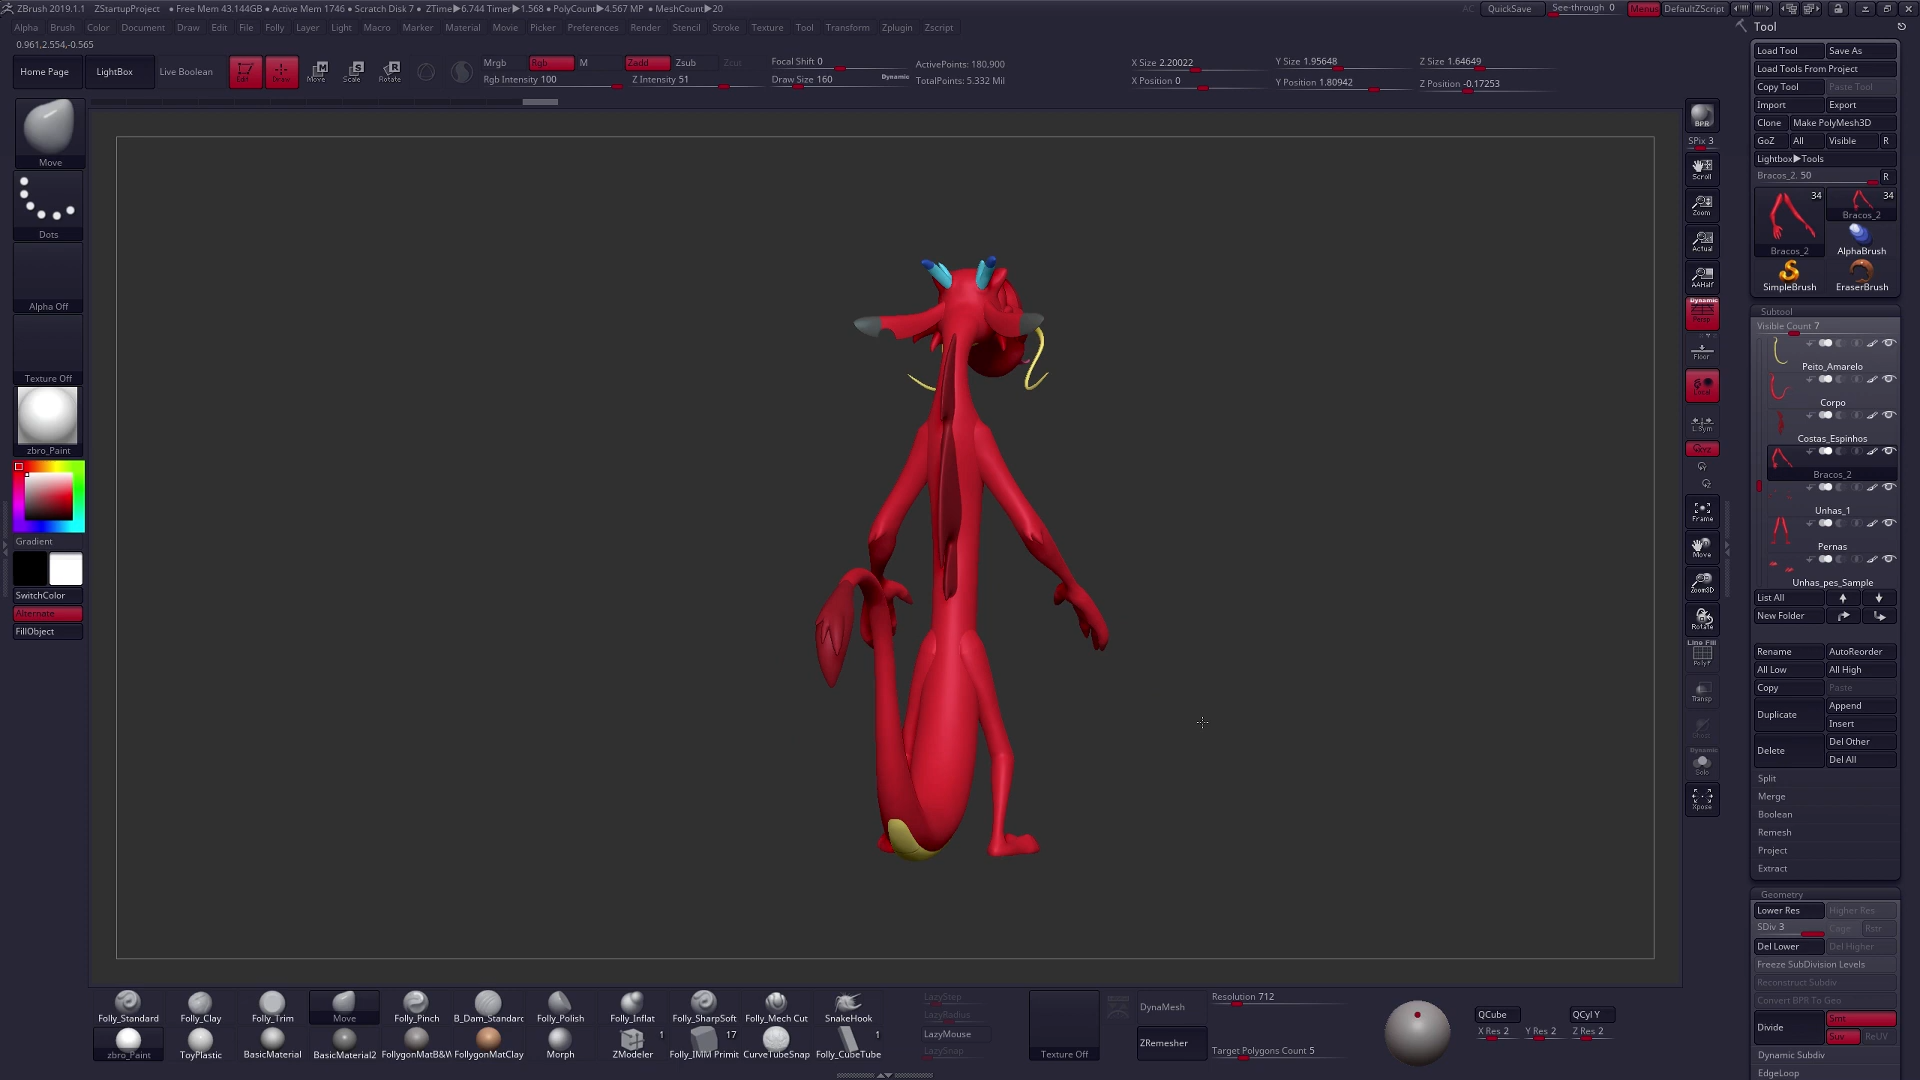 ZBrush 2019.1.1 ZStartupProject • Free Mem 43.144GB • Active Mem 1746 • Scratch Disk 7 • ZTime▶6.744 Timer▶1.568 • PolyCount▶4.567 MP • MeshCount▶20 AC QuickSave See-through 0 Menus DefaultZScript
Alpha Brush Color Document Draw Edit File Folly Layer Light Macro Marker Material Movie Picker Preferences Render Stencil Stroke Texture Tool Transform Zplugin Zscript
0.961,2.554,-0.565
Home Page LightBox Live Boolean Edit Draw Move Scale Rotate
Mrgb Rgb M Zadd Zsub Zcut
Rgb Intensity 100 Z Intensity 51
Focal Shift 0
Draw Size 160 Dynamic
ActivePoints: 180,900
TotalPoints: 5.332 Mil
X Size 2.20022 Y Size 1.95648 Z Size 1.64649
X Position 0 Y Position 1.80942 Z Position -0.17253
Move
Dots
Alpha Off
Texture Off
zbro_Paint
Gradient
SwitchColor
Alternate
FillObject
BPR
SPix 3
Scroll
Zoom
Actual
AAHalf
Dynamic
Persp
Floor
Local
L.Sym
Frame
Move
Zoom3D
Rotate
Line Fill
PolyF
Transp
Dynamic
Solo
Xpose
Tool
Load Tool Save As
Load Tools From Project
Copy Tool Paste Tool
Import Export
Clone Make PolyMesh3D
GoZ All Visible R
Lightbox▶Tools
Bracos_2. 50 R
34 34
Bracos_2
Bracos_2 AlphaBrush
SimpleBrush EraserBrush
Subtool
Visible Count 7
Peito_Amarelo
Corpo
Costas_Espinhos
Bracos_2
Unhas_1
Pernas
Unhas_pes_Sample
List All
New Folder
Rename AutoReorder
All Low All High
Copy Paste
Duplicate Append
Insert
Delete Del Other
Del All
Split
Merge
Boolean
Remesh
Project
Extract
Geometry
Lower Res Higher Res
SDiv 3 Cage Rstr
Del Lower Del Higher
Freeze SubDivision Levels
Reconstruct Subdiv
Convert BPR To Geo
Divide Smt
Suv ReUV
Dynamic Subdiv
EdgeLoop
Folly_Standard Folly_Clay Folly_Trim Move Folly_Pinch B_Dam_Standard Folly_Polish Folly_Inflat Folly_SharpSoft Folly_Mech Cut SnakeHook
zbro_Paint ToyPlastic BasicMaterial BasicMaterial2 FollygonMatB&W FollygonMatClay Morph ZModeler 1 Folly_IMM Primit 17 CurveTubeSnap Folly_CubeTube 1
LazyStep
LazyRadius
LazyMouse
LazySnap
Texture Off
DynaMesh Resolution 712
ZRemesher Target Polygons Count 5
QCube QCyl Y
X Res 2 Y Res 2 Z Res 2